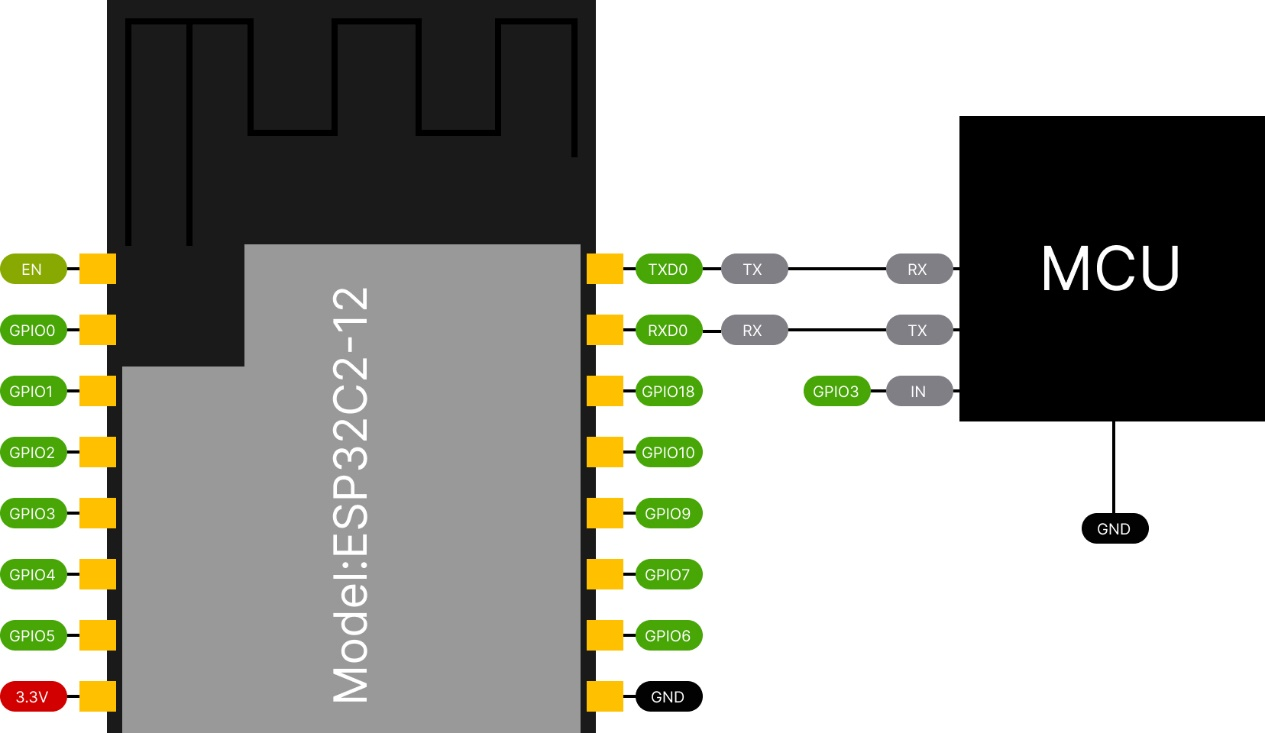 EN
GPIO0
GPIO1
GPIO2
GPIO3
GPIO4
GPIO5
3.3V
Model:ESP32C2-12
TXD0 TX RX
RXD0 RX TX
GPIO18 GPIO3 IN
GPIO10
GPIO9
GPIO7
GPIO6
GND
MCU
GND